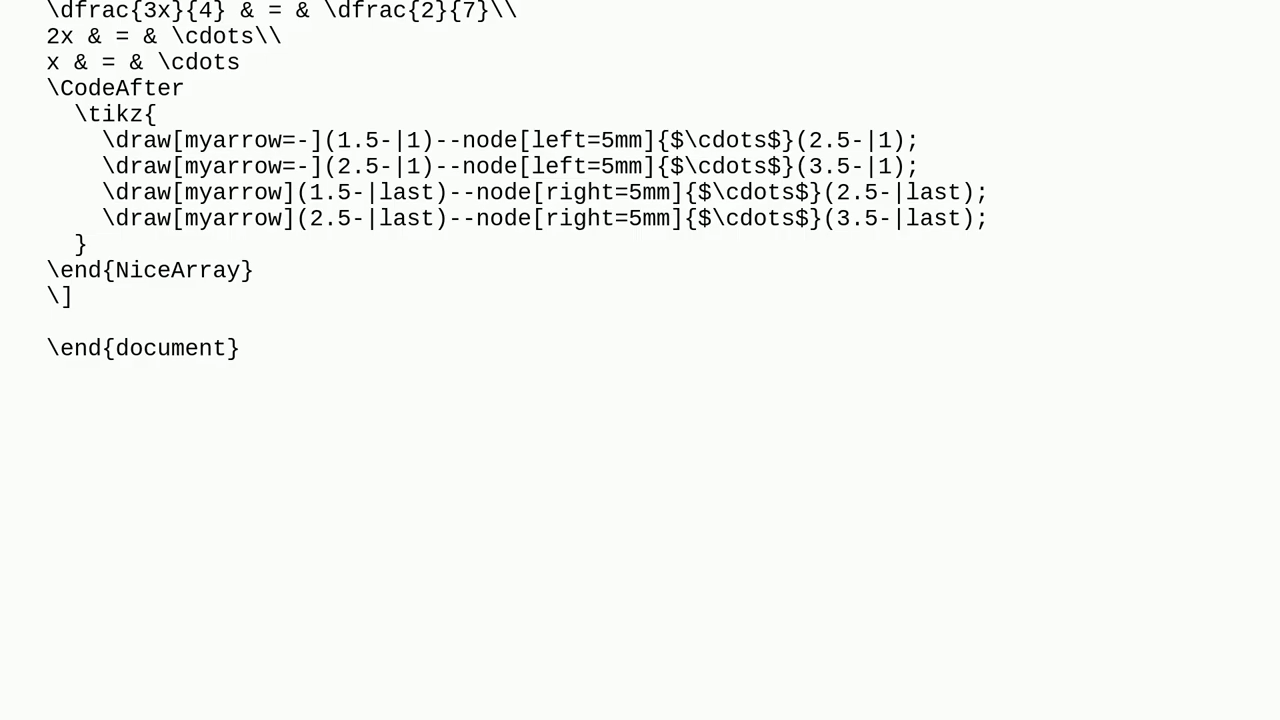 \dfrac{3x}{4} & = & \dfrac{2}{7}\\
2x & = & \cdots\\
x & = & \cdots
\CodeAfter
  \tikz{
    \draw[myarrow=-](1.5-|1)--node[left=5mm]{$\cdots$}(2.5-|1);
    \draw[myarrow=-](2.5-|1)--node[left=5mm]{$\cdots$}(3.5-|1);
    \draw[myarrow](1.5-|last)--node[right=5mm]{$\cdots$}(2.5-|last);
    \draw[myarrow](2.5-|last)--node[right=5mm]{$\cdots$}(3.5-|last);
  }
\end{NiceArray}
\]
\end{document}